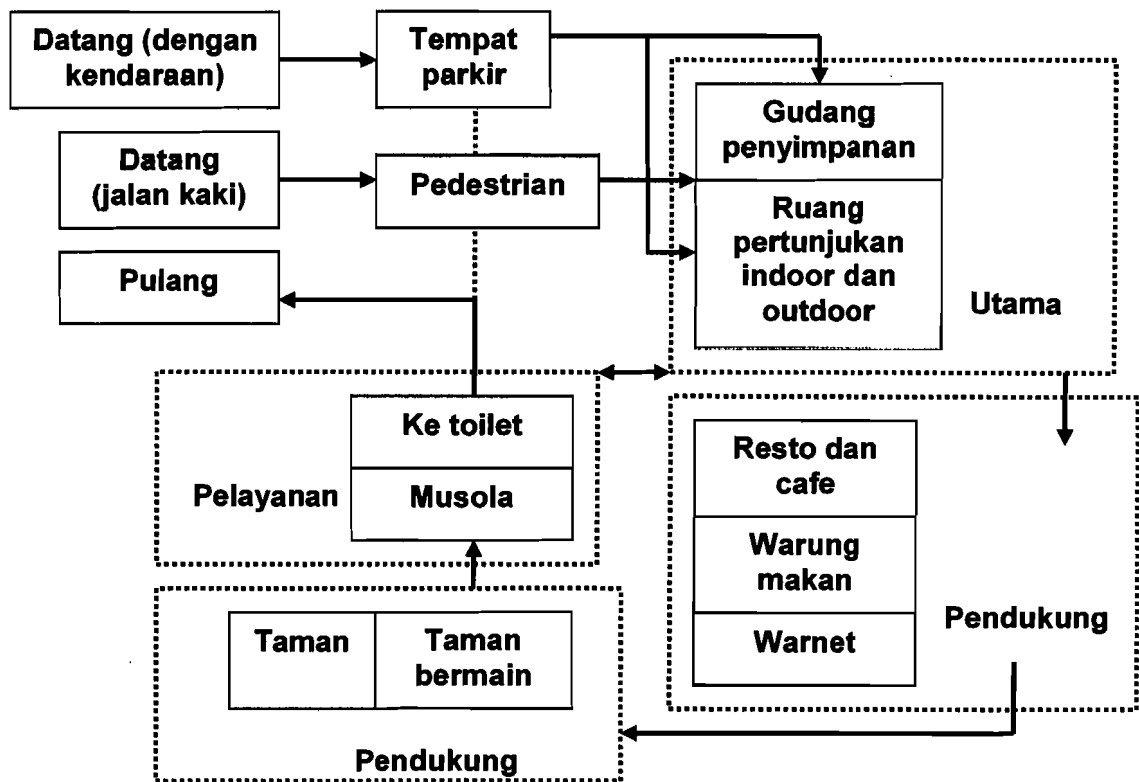 Datang (dengan
kendaraan)
Tempat
parkir
Gudang
penyimpanan
Datang
(jalan kaki)
Pedestrian
Ruang
pertunjukan
indoor dan
outdoor
Utama
Pulang
Ke toilet
Musola
Pelayanan
Resto dan
cafe
Warung
makan
Warnet
Pendukung
Taman
Taman
bermain
Pendukung